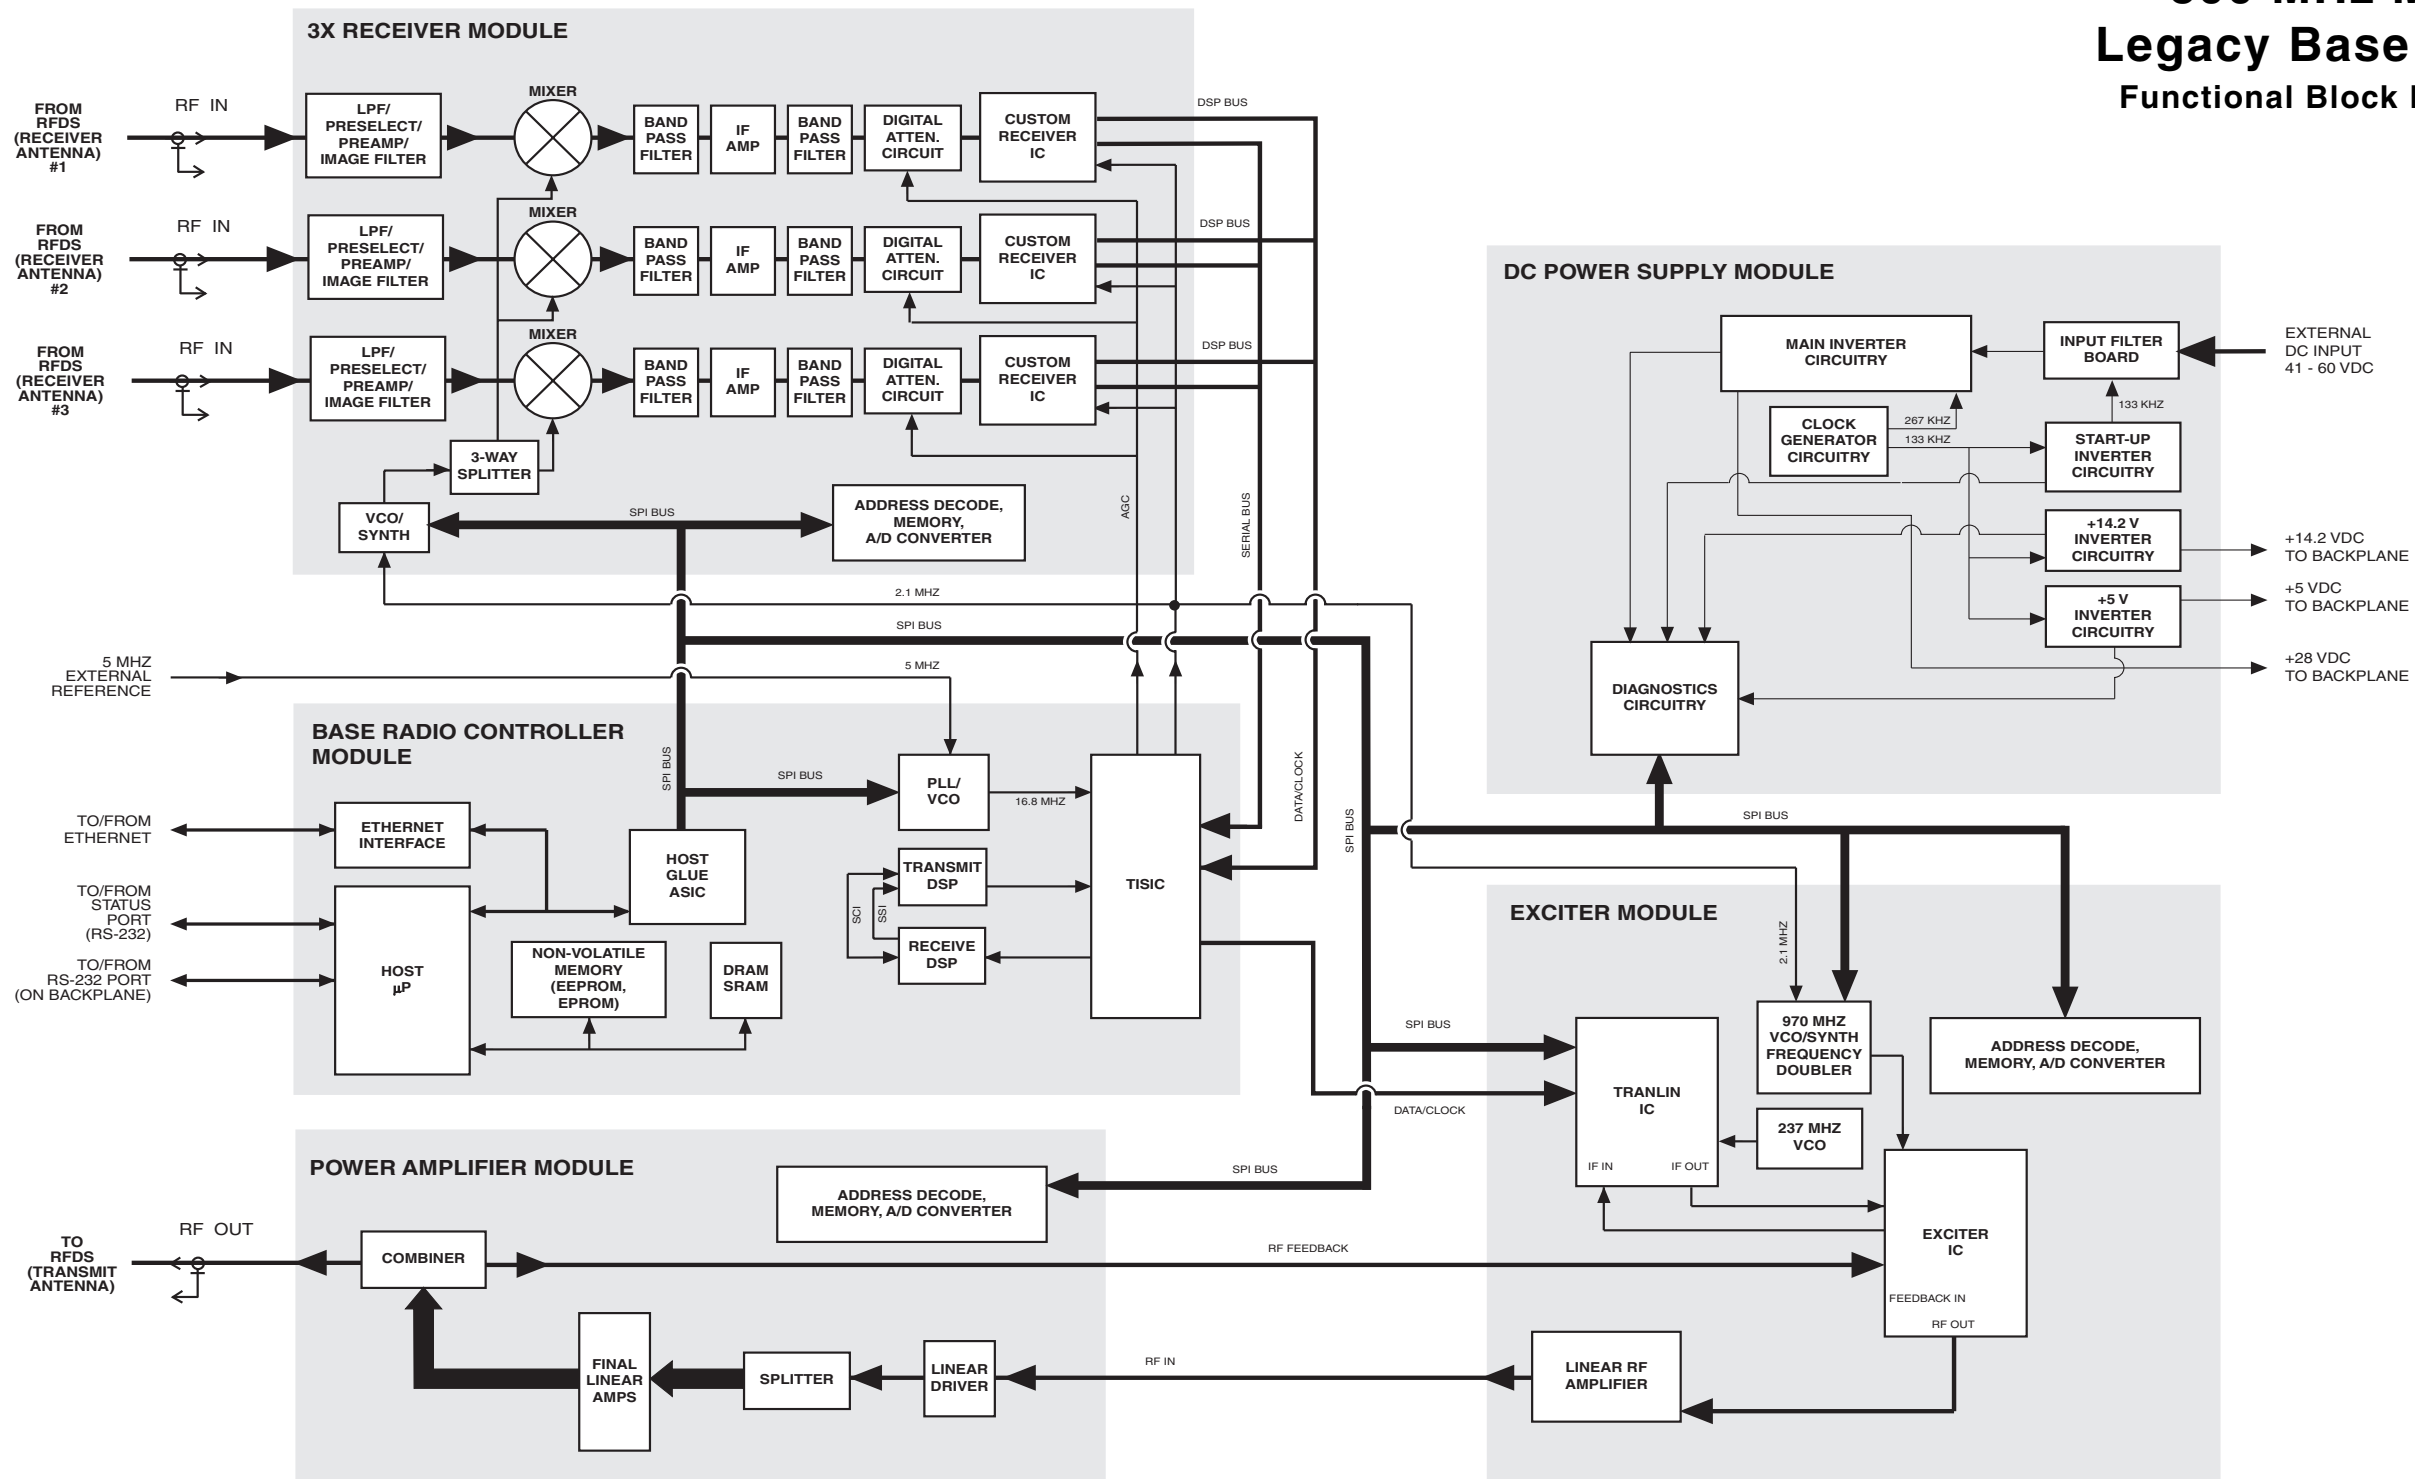 Legacy Base
Functional Block
3X RECEIVER MODULE
FROM
RFDS
(RECEIVER
ANTENNA)
#1
RF IN
LPF/
PRESELECT/
PREAMP/
IMAGE FILTER
MIXER
BAND
PASS
FILTER
IF
AMP
BAND
PASS
FILTER
DIGITAL
ATTEN.
CIRCUIT
CUSTOM
RECEIVER
IC
DSP BUS
FROM
RFDS
(RECEIVER
ANTENNA)
#2
RF IN
LPF/
PRESELECT/
PREAMP/
IMAGE FILTER
MIXER
BAND
PASS
FILTER
IF
AMP
BAND
PASS
FILTER
DIGITAL
ATTEN.
CIRCUIT
CUSTOM
RECEIVER
IC
DSP BUS
FROM
RFDS
(RECEIVER
ANTENNA)
#3
RF IN
LPF/
PRESELECT/
PREAMP/
IMAGE FILTER
MIXER
BAND
PASS
FILTER
IF
AMP
BAND
PASS
FILTER
DIGITAL
ATTEN.
CIRCUIT
CUSTOM
RECEIVER
IC
DSP BUS
3-WAY
SPLITTER
VCO/
SYNTH
SPI BUS
ADDRESS DECODE,
MEMORY,
A/D CONVERTER
AGC
SERIAL BUS
2.1 MHZ
SPI BUS
5 MHZ
EXTERNAL
REFERENCE
5 MHZ
DC POWER SUPPLY MODULE
MAIN INVERTER
CIRCUITRY
INPUT FILTER
BOARD
EXTERNAL
DC INPUT
41 - 60 VDC
CLOCK
GENERATOR
CIRCUITRY
267 KHZ
133 KHZ
133 KHZ
START-UP
INVERTER
CIRCUITRY
+14.2 V
INVERTER
CIRCUITRY
+14.2 VDC
TO BACKPLANE
+5 V
INVERTER
CIRCUITRY
+5 VDC
TO BACKPLANE
+28 VDC
TO BACKPLANE
DIAGNOSTICS
CIRCUITRY
SPI BUS
BASE RADIO CONTROLLER
MODULE
SPI BUS
SPI BUS
PLL/
VCO
16.8 MHZ
DATA/CLOCK
SPI BUS
TO/FROM
ETHERNET
ETHERNET
INTERFACE
HOST
GLUE
ASIC
TRANSMIT
DSP
TISIC
SCI
SSI
RECEIVE
DSP
TO/FROM
STATUS
PORT
(RS-232)
TO/FROM
RS-232 PORT
(ON BACKPLANE)
HOST
µP
NON-VOLATILE
MEMORY
(EEPROM,
EPROM)
DRAM
SRAM
EXCITER MODULE
2.1 MHZ
SPI BUS
DATA/CLOCK
TRANLIN
IC
IF IN
IF OUT
970 MHZ
VCO/SYNTH
FREQUENCY
DOUBLER
237 MHZ
VCO
ADDRESS DECODE,
MEMORY, A/D CONVERTER
EXCITER
IC
FEEDBACK IN
RF OUT
LINEAR RF
AMPLIFIER
POWER AMPLIFIER MODULE
ADDRESS DECODE,
MEMORY, A/D CONVERTER
SPI BUS
TO
RFDS
(TRANSMIT
ANTENNA)
RF OUT
COMBINER
RF FEEDBACK
FINAL
LINEAR
AMPS
SPLITTER
LINEAR
DRIVER
RF IN